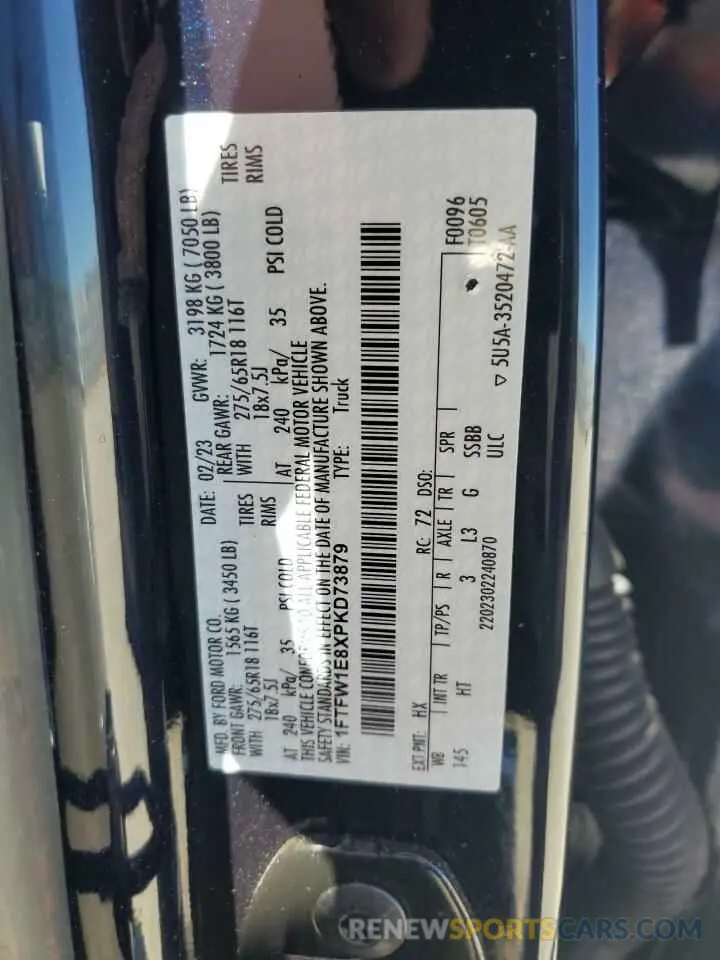 MFD. BY FORD MOTOR CO.
DATE: 02/23 GVWR: 3198 KG ( 7050 LB)
FRONT GAWR: 1565 KG ( 3450 LB)
REAR GAWR: 1724 KG ( 3800 LB)
WITH 275/65R18 116T TIRES
WITH 275/65R18 116T TIRES
18x7.5J RIMS
18x7.5J RIMS
AT 240 kPa/ 35 PSI COLD
AT 240 kPa/ 35 PSI COLD
THIS VEHICLE CONFORMS TO ALL APPLICABLE FEDERAL MOTOR VEHICLE
SAFETY STANDARDS IN EFFECT ON THE DATE OF MANUFACTURE SHOWN ABOVE.
VIN: 1FTFW1E8XPKD73879 TYPE: Truck
EXT PNT: HX RC: 72 DSO:
F0096
WB INT TR TP/PS R AXLE TR SPR
T0605
145 HT 3 L3 G SSBB
2202302240870 ULC
▽ 5U5A-3520472-AA
RENEWSPORTSCARS.COM